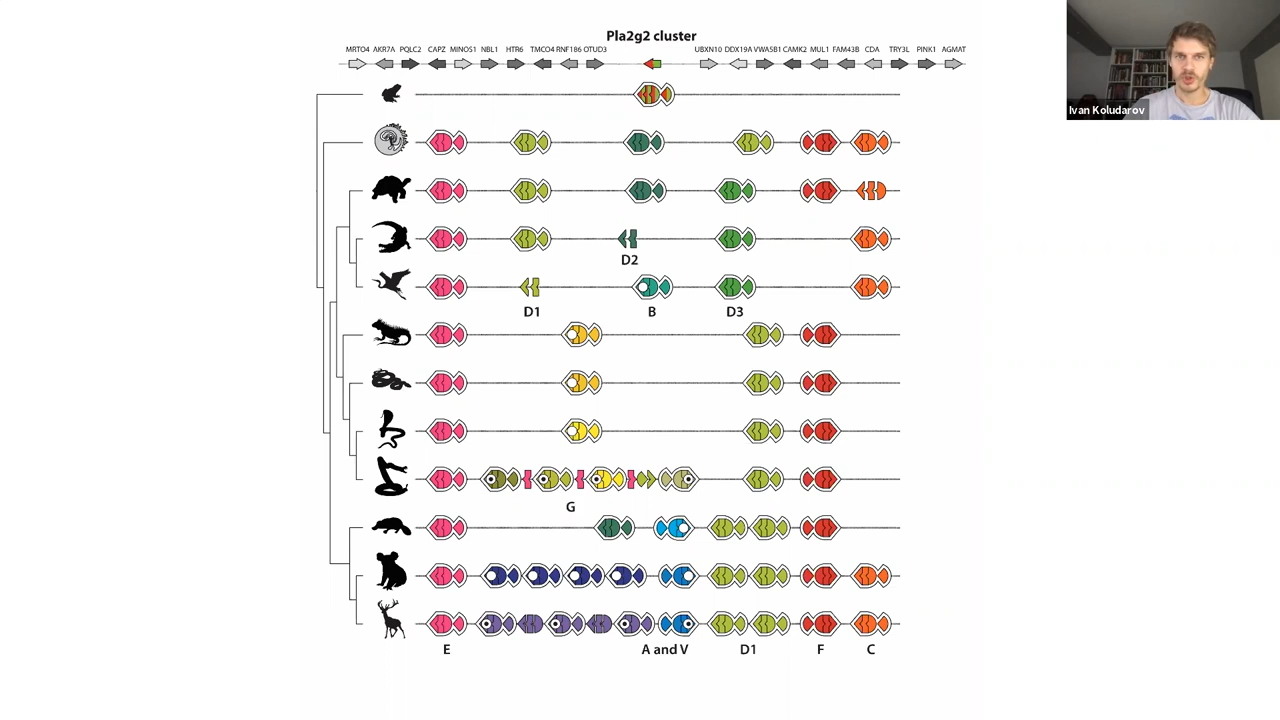 Pla2g2 cluster
MRTO4 AKR7A PQLC2 CAPZ MINOS1 NBL1 HTR6 TMCO4 RNF186 OTUD3 UBXN10 DDX19A VWA5B1 CAMK2 MUL1 FAM43B CDA TRY3L PINK1 AGMAT
Ivan Koludarov
D2
D1 B D3
G
E A and V D1 F C